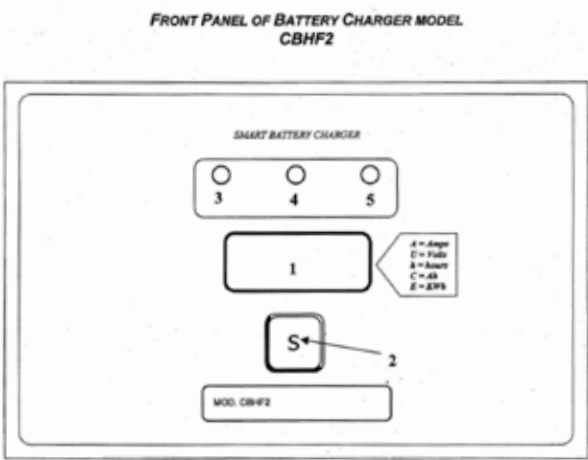 FRONT PANEL OF BATTERY CHARGER MODEL
CBHF2
SMART BATTERY CHARGER
3 4 5
1
A = Amps
U = Volts
h = hours
C = Ah
E = KWh
S
2
MOD. CBHF2